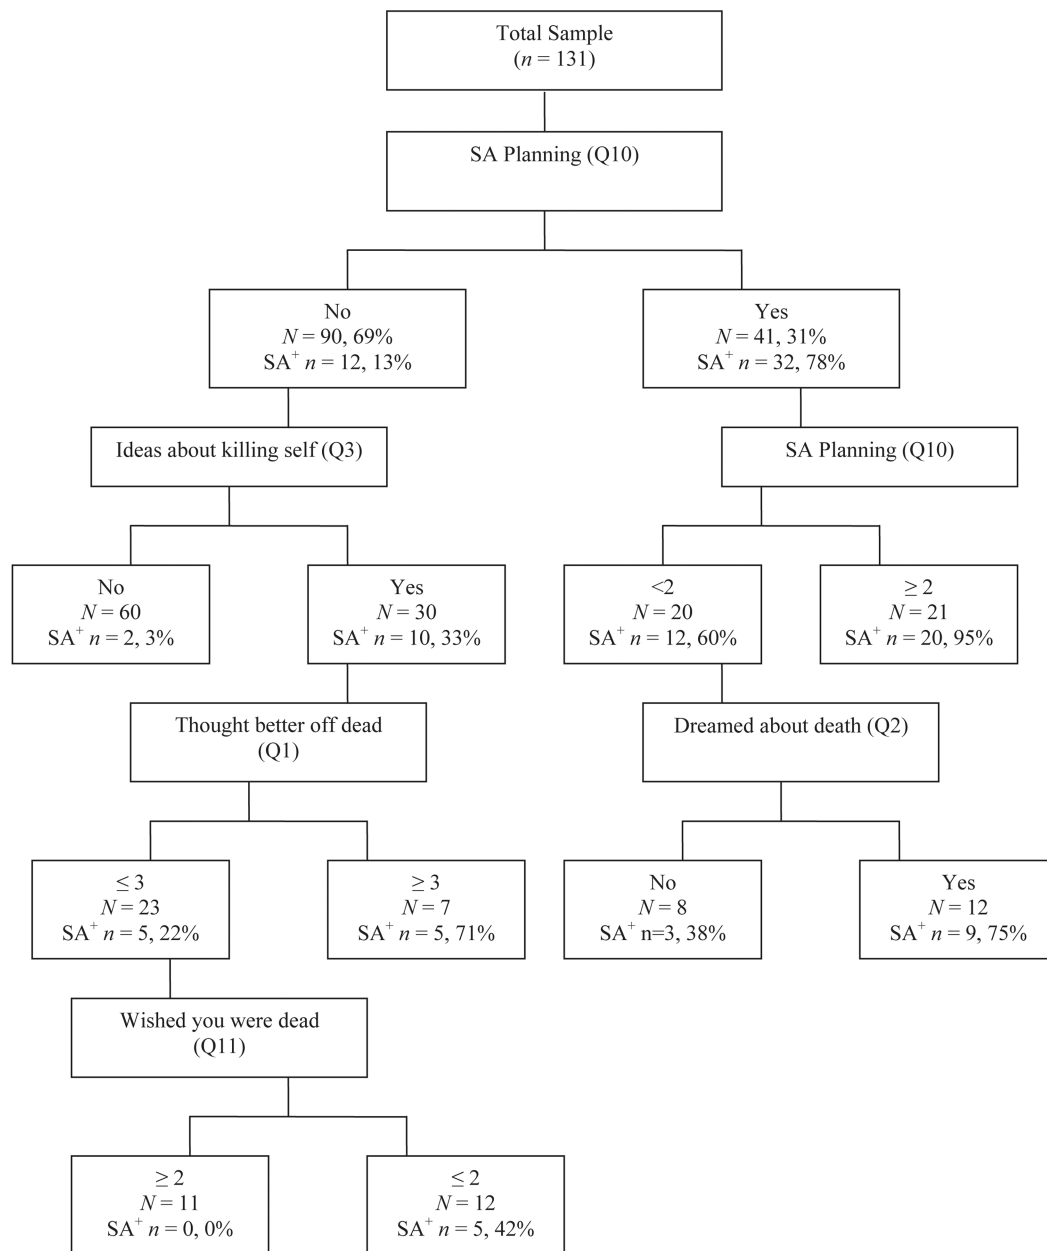 Total Sample
(n = 131)
SA Planning (Q10)
No
N = 90, 69%
SA⁺ n = 12, 13%
Yes
N = 41, 31%
SA⁺ n = 32, 78%
Ideas about killing self (Q3)
SA Planning (Q10)
No
N = 60
SA⁺ n = 2, 3%
Yes
N = 30
SA⁺ n = 10, 33%
<2
N = 20
SA⁺ n = 12, 60%
≥ 2
N = 21
SA⁺ n = 20, 95%
Thought better off dead
(Q1)
Dreamed about death (Q2)
≤ 3
N = 23
SA⁺ n = 5, 22%
≥ 3
N = 7
SA⁺ n = 5, 71%
No
N = 8
SA⁺ n=3, 38%
Yes
N = 12
SA⁺ n = 9, 75%
Wished you were dead
(Q11)
≥ 2
N = 11
SA⁺ n = 0, 0%
≤ 2
N = 12
SA⁺ n = 5, 42%